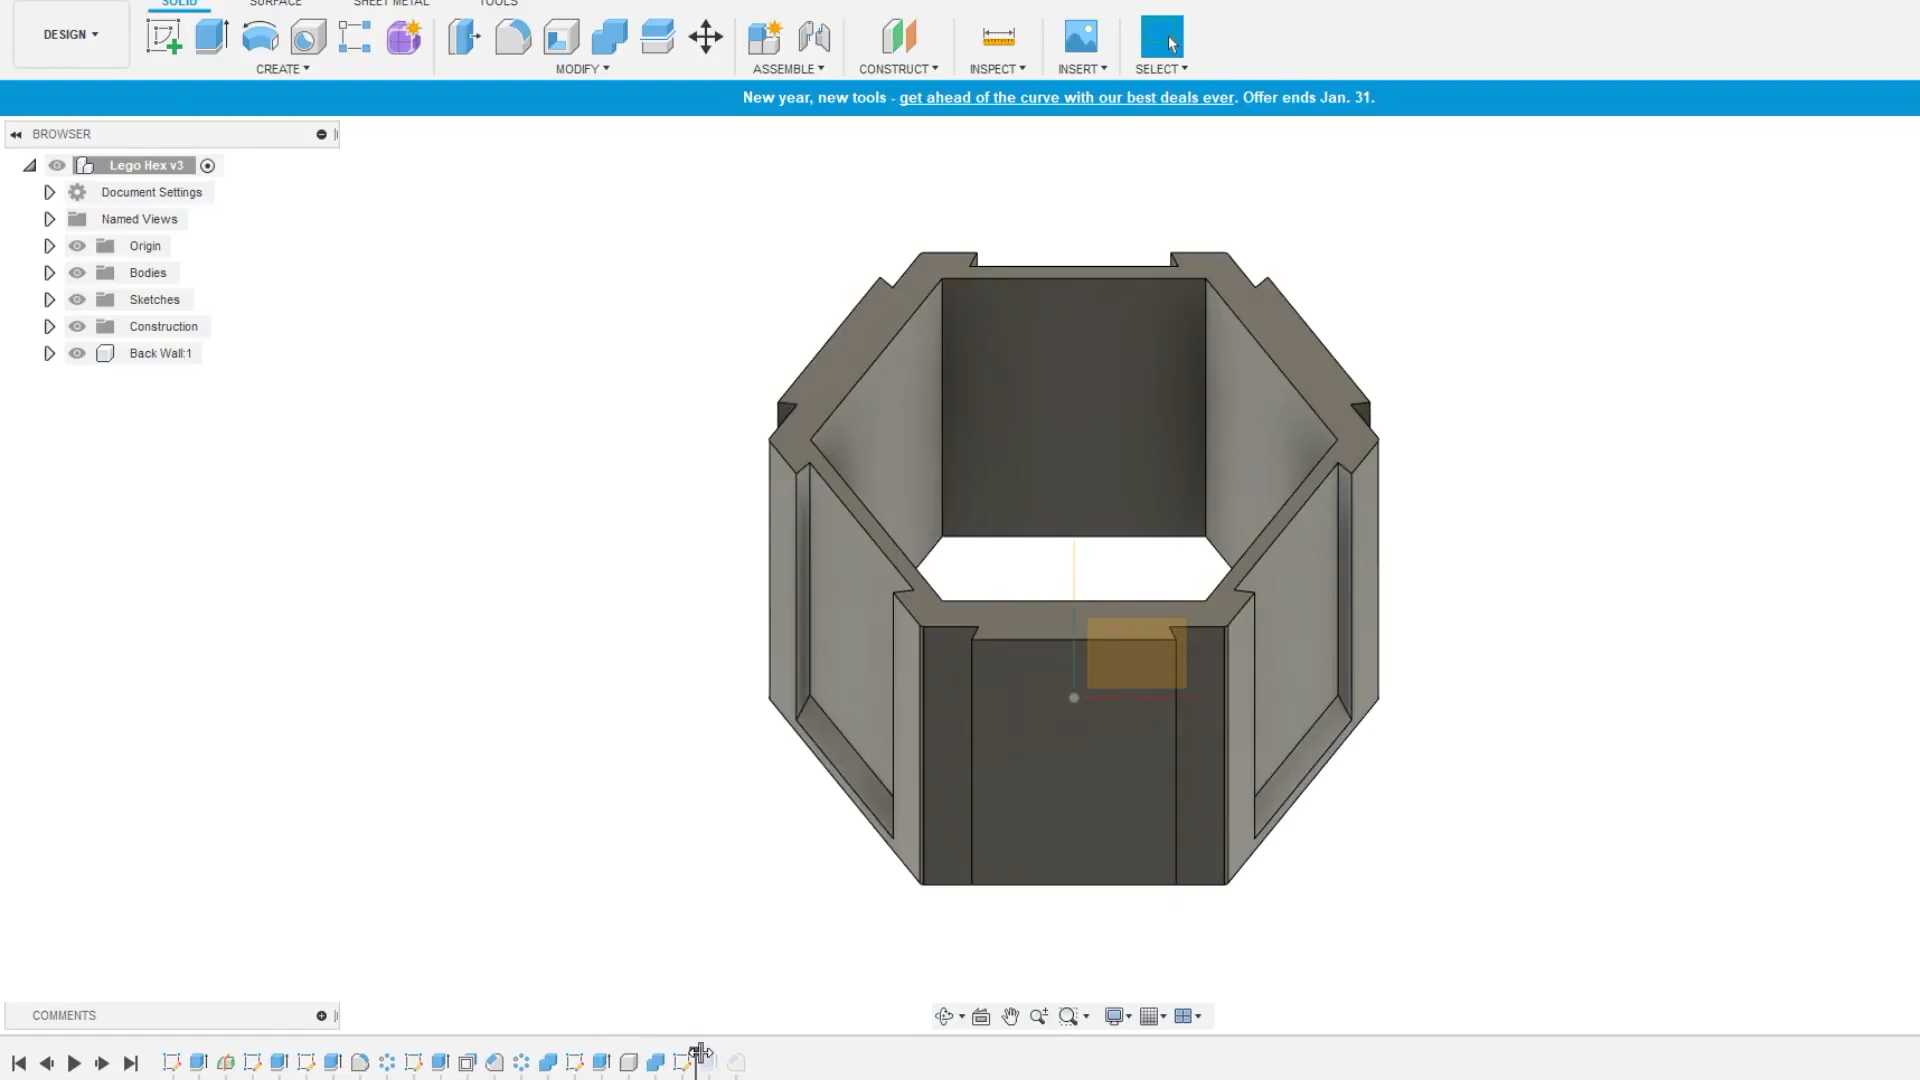 SOLID
SURFACE
SHEET METAL
TOOLS
DESIGN
CREATE
MODIFY
ASSEMBLE
CONSTRUCT
INSPECT
INSERT
SELECT
New year, new tools - get ahead of the curve with our best deals ever. Offer ends Jan. 31.
BROWSER
Lego Hex v3
Document Settings
Named Views
Origin
Bodies
Sketches
Construction
Back Wall:1
COMMENTS